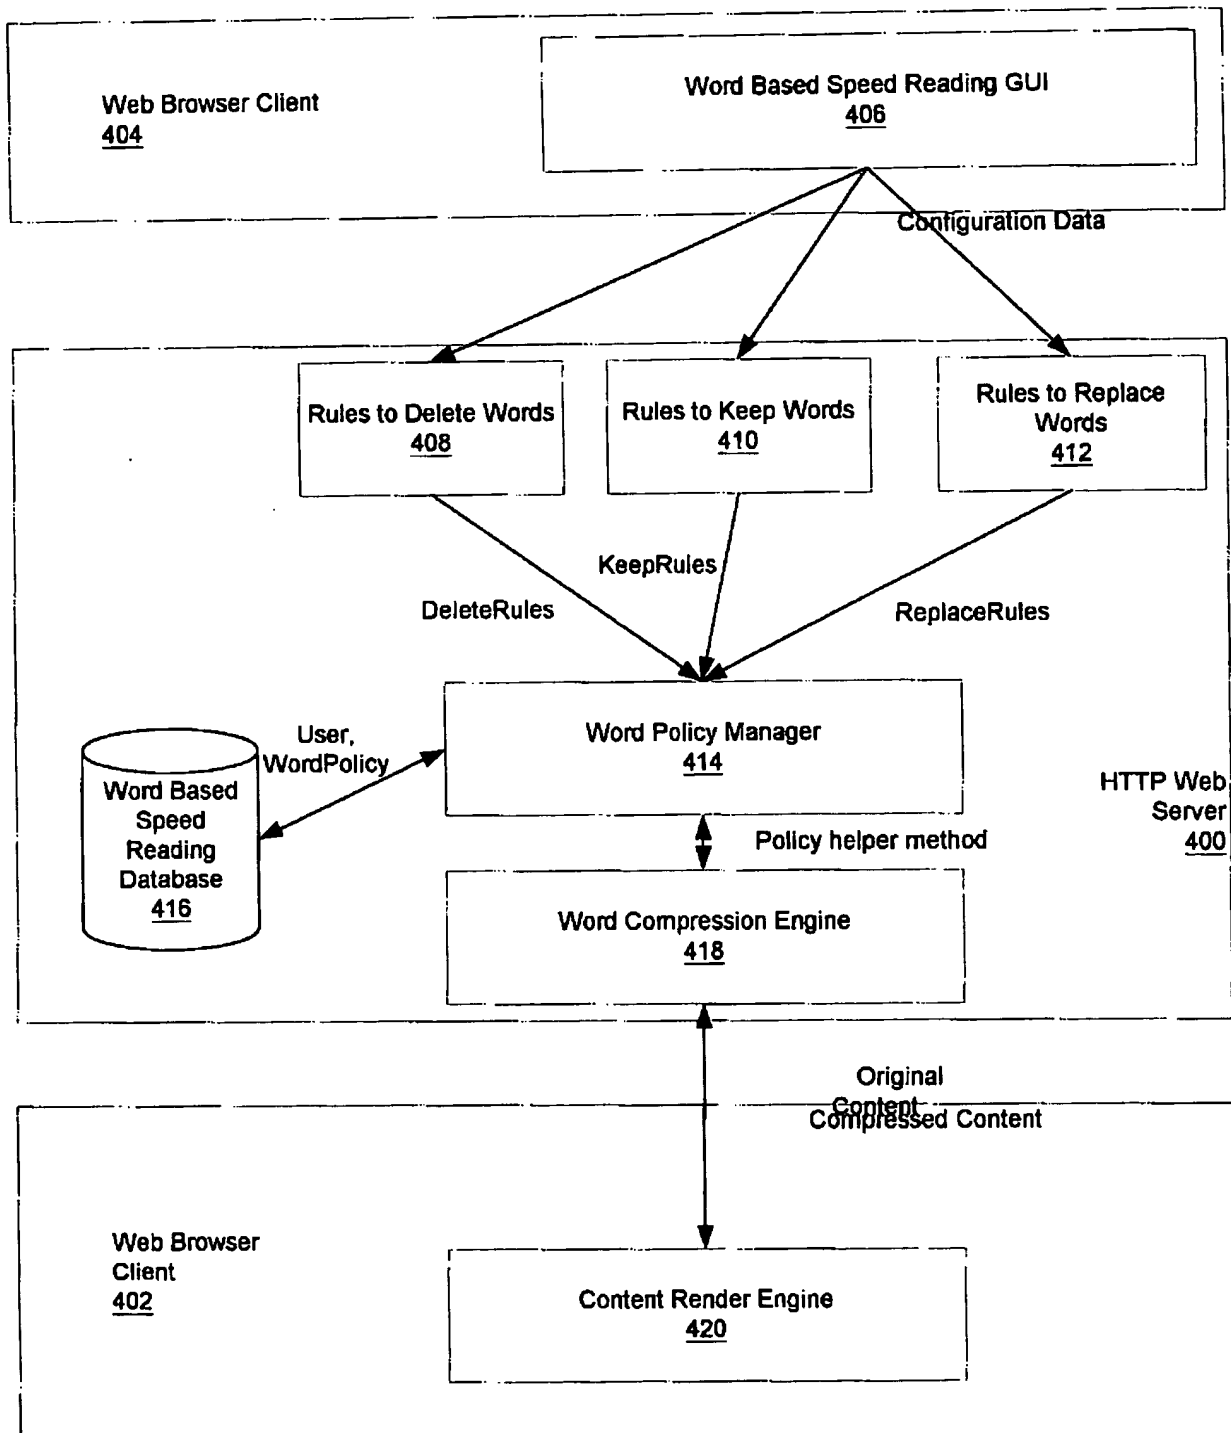 Word Based Speed Reading GUI
406
Web Browser Client
404
Configuration Data
Rules to Delete Words
408
Rules to Keep Words
410
Rules to Replace
Words
412
KeepRules
DeleteRules
ReplaceRules
Word Policy Manager
414
User,
WordPolicy
Word Based
Speed
Reading
Database
416
HTTP Web
Server
400
Policy helper method
Word Compression Engine
418
Original
Content
Compressed Content
Web Browser
Client
402
Content Render Engine
420